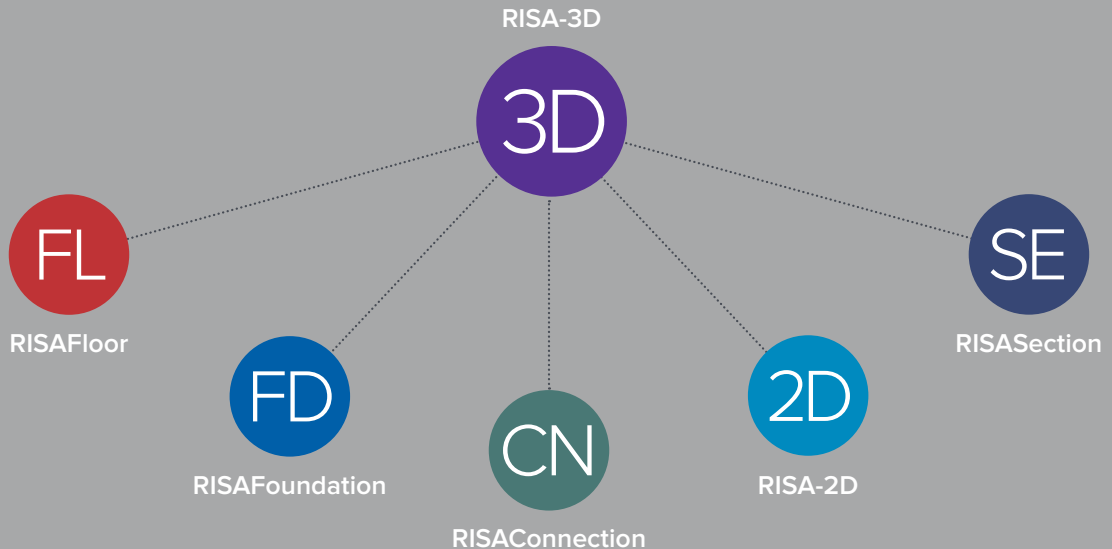 RISA-3D
3D
FL
RISAFloor
SE
RISASection
FD
RISAFoundation
2D
RISA-2D
CN
RISAConnection